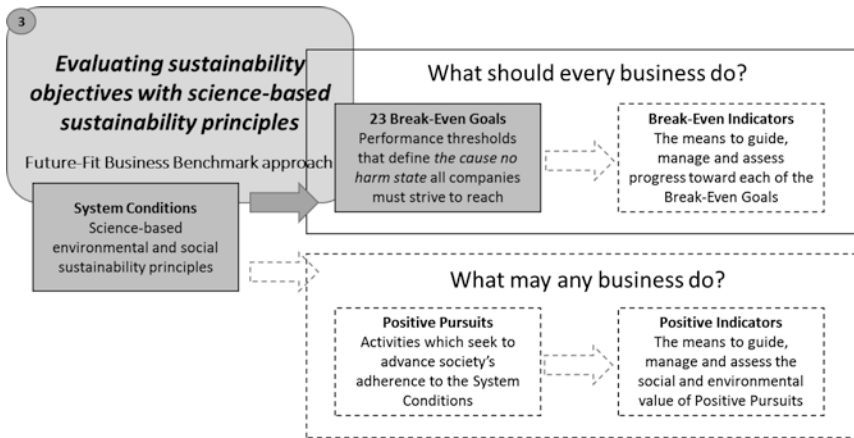 3
Evaluating sustainability
objectives with science-based
sustainability principles
Future-Fit Business Benchmark approach
System Conditions
Science-based
environmental and social
sustainability principles
What should every business do?
23 Break-Even Goals
Performance thresholds
that define the cause no
harm state all companies
must strive to reach
Break-Even Indicators
The means to guide,
manage and assess
progress toward each of the
Break-Even Goals
What may any business do?
Positive Pursuits
Activities which seek to
advance society's
adherence to the System
Conditions
Positive Indicators
The means to guide,
manage and assess the
social and environmental
value of Positive Pursuits